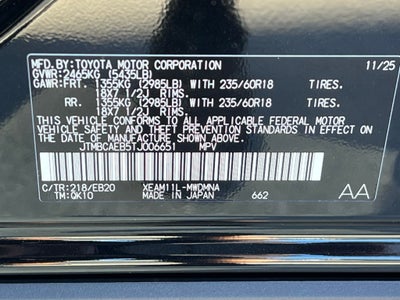 MFD.BY:TOYOTA MOTOR CORPORATION 11/25
GVWR:2465KG (5435LB)
GAWR:FRT. 1355KG (2985LB) WITH 235/60R18 TIRES.
18X7 1/2J RIMS.
RR. 1355KG (2985LB) WITH 235/60R18 TIRES.
18X7 1/2J RIMS.
THIS VEHICLE CONFORMS TO ALL APPLICABLE FEDERAL MOTOR
VEHICLE SAFETY AND THEFT PREVENTION STANDARDS IN EFFECT ON
THE DATE OF MANUFACTURE SHOWN ABOVE.
JTMBCAEB5TJ006651 MPV
C/TR:218/EB20 XEAM11L-MWDMNA
TM:QK10 MADE IN JAPAN 662 AA